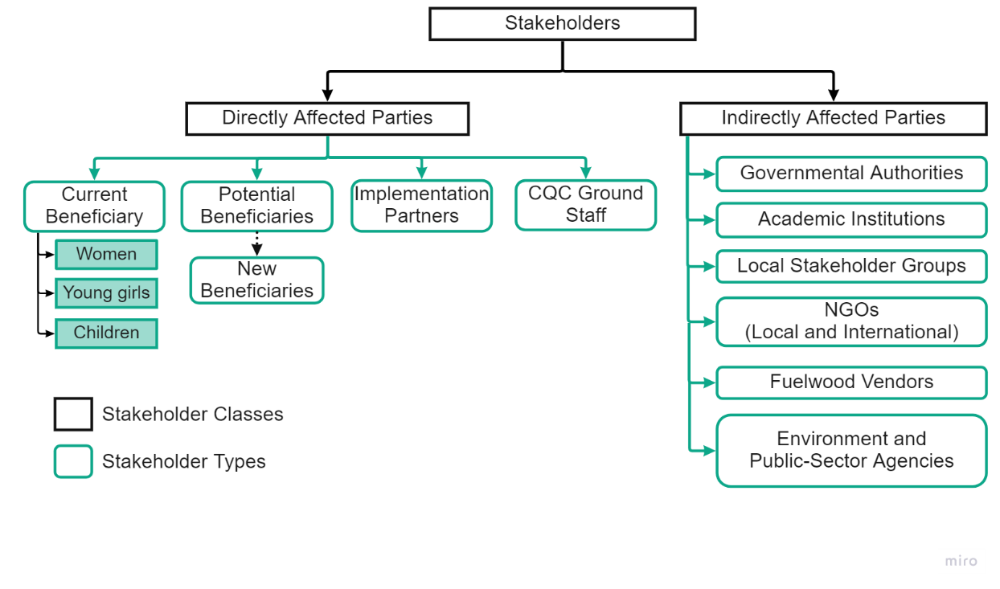 Stakeholders
Directly Affected Parties
Indirectly Affected Parties
Current
Beneficiary
Potential
Beneficiaries
Implementation
Partners
CQC Ground
Staff
Women
Young girls
Children
New
Beneficiaries
Governmental Authorities
Academic Institutions
Local Stakeholder Groups
NGOs
(Local and International)
Fuelwood Vendors
Environment and
Public-Sector Agencies
Stakeholder Classes
Stakeholder Types
miro